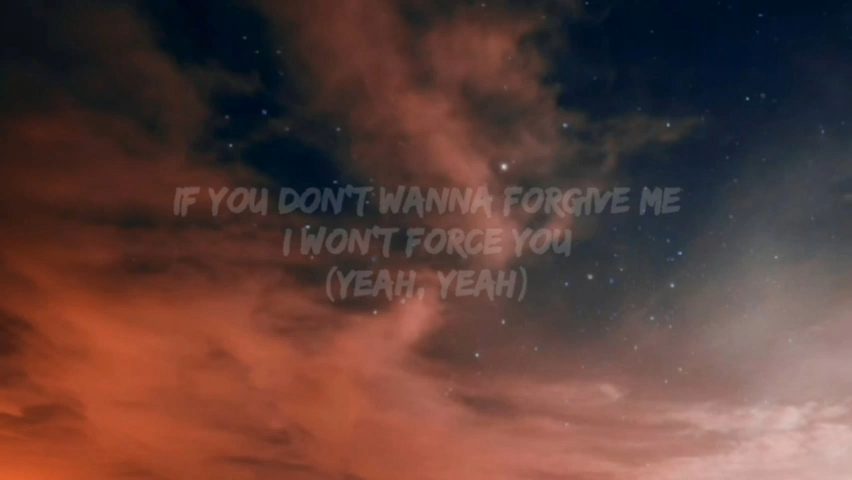 IF YOU DON'T WANNA FORGIVE ME
I WON'T FORCE YOU
(YEAH, YEAH)